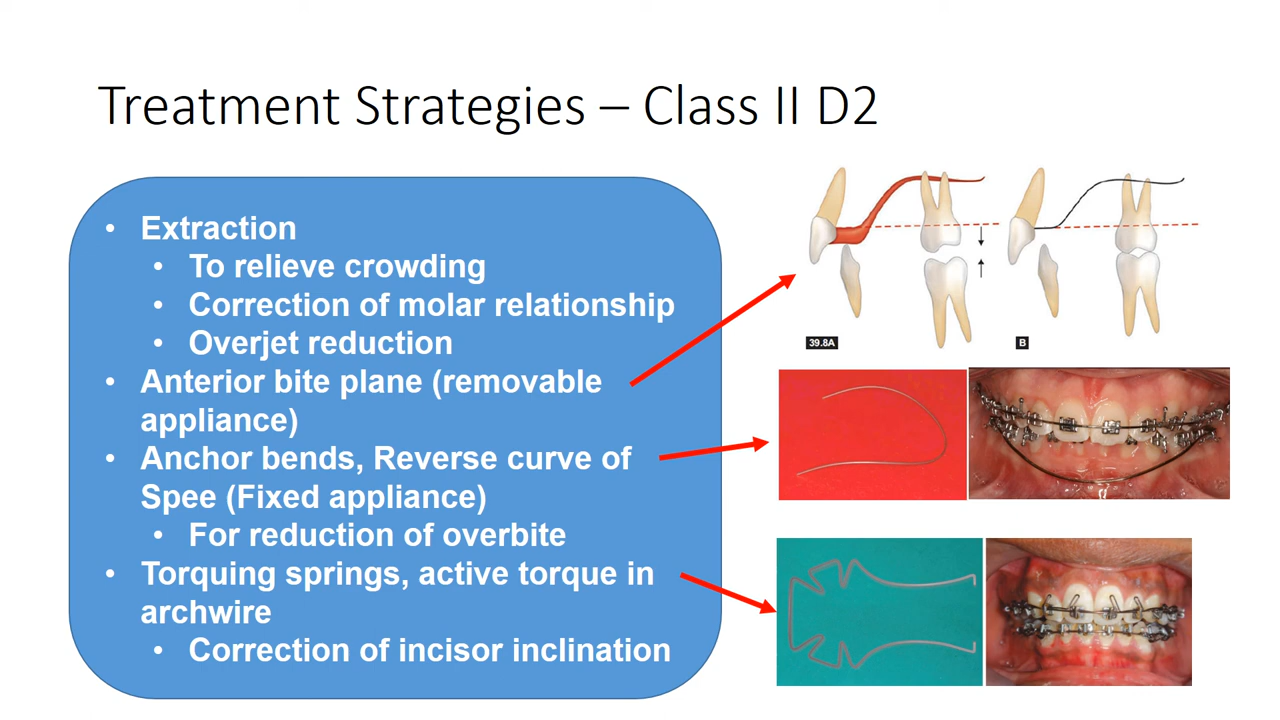 Treatment Strategies – Class II D2
• Extraction
• To relieve crowding
• Correction of molar relationship
• Overjet reduction
• Anterior bite plane (removable
appliance)
• Anchor bends, Reverse curve of
Spee (Fixed appliance)
• For reduction of overbite
• Torquing springs, active torque in
archwire
• Correction of incisor inclination
39.8A
B